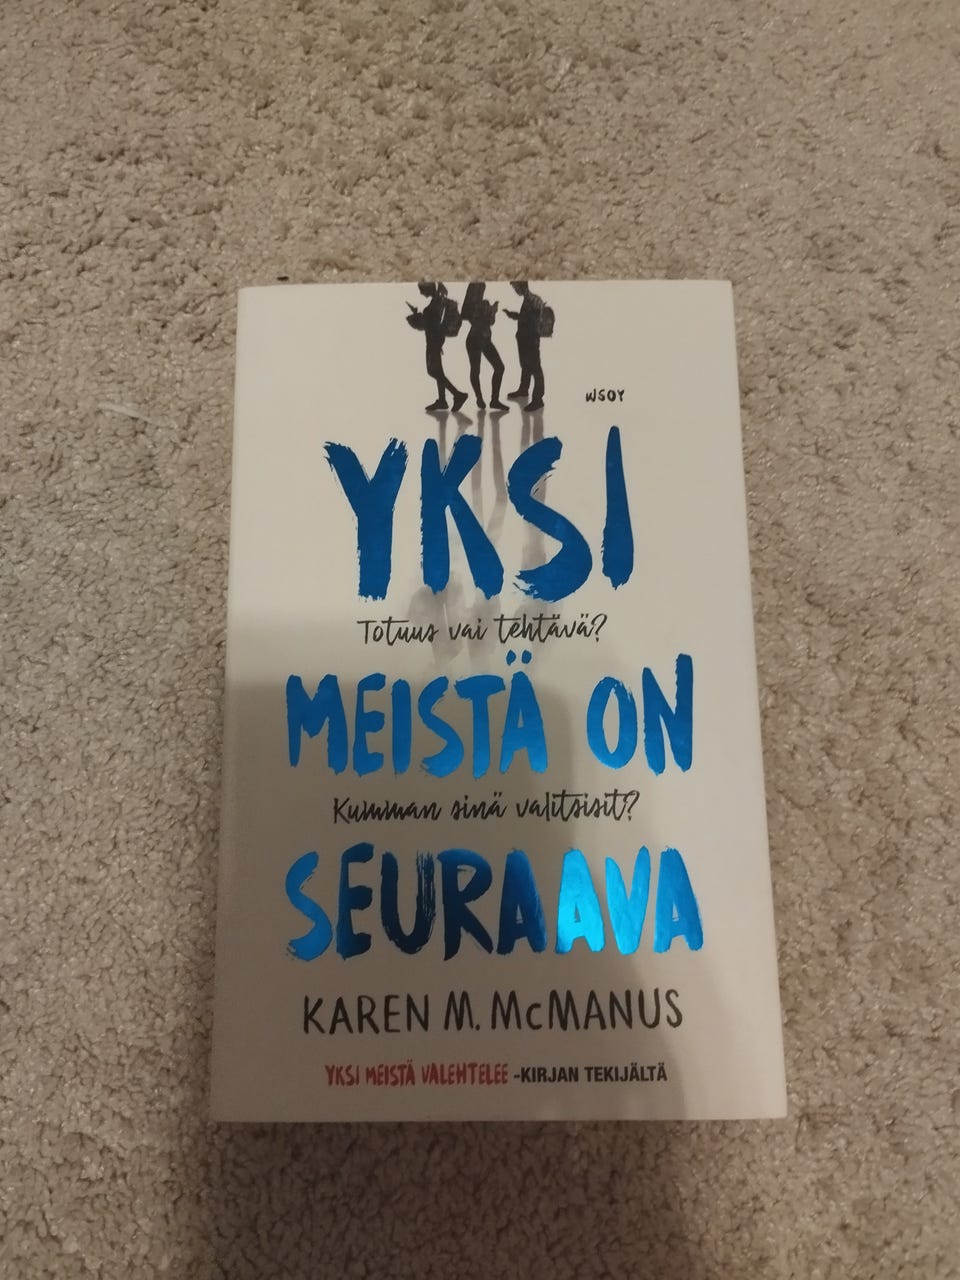 WSOY
YKSI
Totuus vai tehtävä?
MEISTÄ ON
Kumman sinä valitsisit?
SEURAAVA
KAREN M. McMANUS
YKSI MEISTÄ VALEHTELEE -KIRJAN TEKIJÄLTÄ